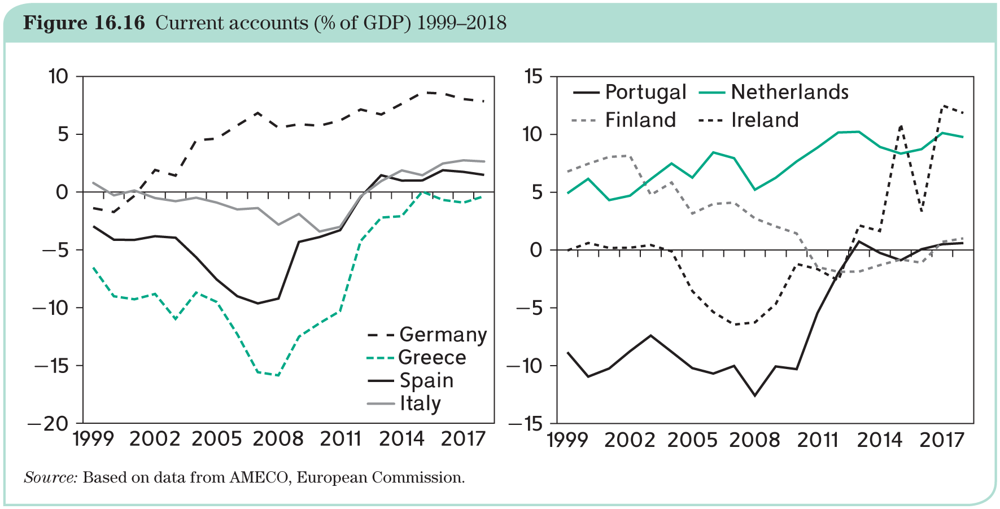 Figure 16.16 Current accounts (% of GDP) 1999–2018
10
5
0
−5
−10
−15
−20
1999 2002 2005 2008 2011 2014 2017
Germany
Greece
Spain
Italy
15
10
5
0
−5
−10
−15
1999 2002 2005 2008 2011 2014 2017
Portugal Netherlands
Finland Ireland
Source: Based on data from AMECO, European Commission.